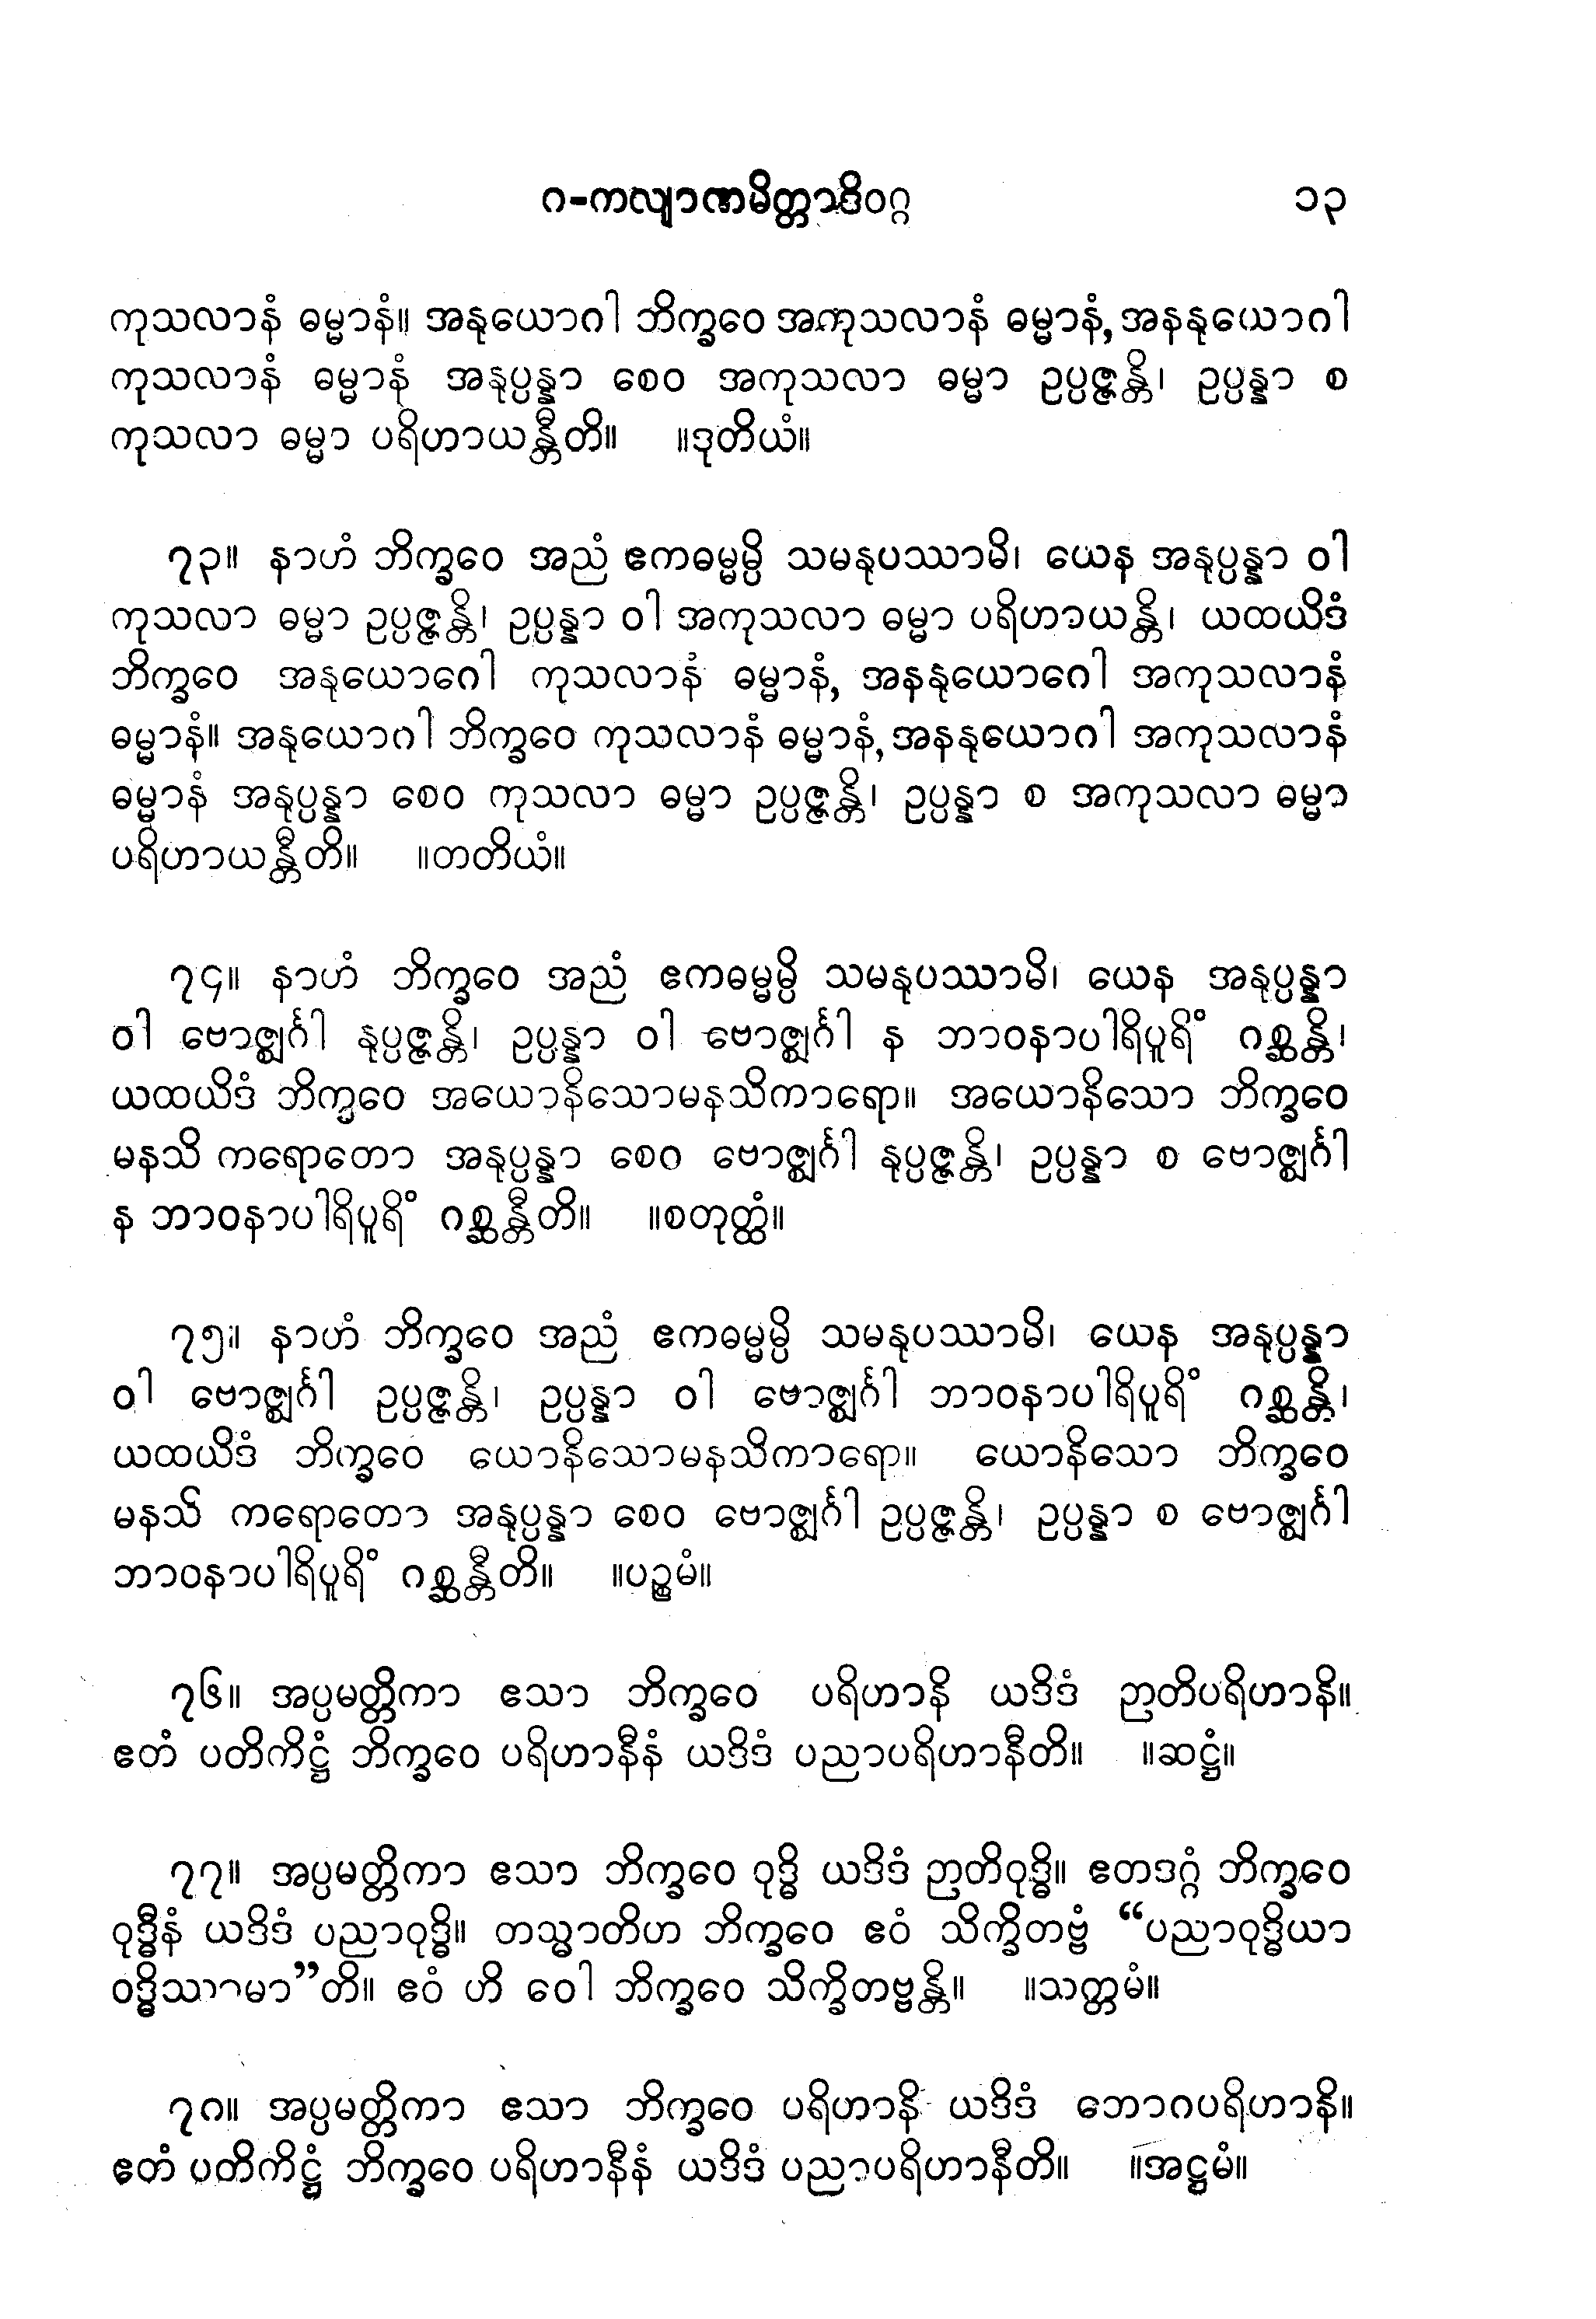 ဂ-ကလျာဏမိတ္တာဒိဝဂ္ဂ ၁၃
ကုသလာနံ ဓမ္မာနံ။ အနုယောဂါ ဘိက္ခဝေ အကုသလာနံ ဓမ္မာနံ, အနနုယောဂါ
ကုသလာနံ ဓမ္မာနံ အနုပ္ပန္နာ စေဝ အကုသလာ ဓမ္မာ ဥပ္ပဇ္ဇန္တိ၊ ဥပ္ပန္နာ စ
ကုသလာ ဓမ္မာ ပရိဟာယန္တီတိ။ ။ဒုတိယံ။
၇၃။ နာဟံ ဘိက္ခဝေ အညံ ဧကဓမ္မမ္ပိ သမနုပဿာမိ၊ ယေန အနုပ္ပန္နာ ဝါ
ကုသလာ ဓမ္မာ ဥပ္ပဇ္ဇန္တိ၊ ဥပ္ပန္နာ ဝါ အကုသလာ ဓမ္မာ ပရိဟာယန္တိ၊ ယထယိဒံ
ဘိက္ခဝေ အနုယောဂေါ ကုသလာနံ ဓမ္မာနံ, အနနုယောဂေါ အကုသလာနံ
ဓမ္မာနံ။ အနုယောဂါ ဘိက္ခဝေ ကုသလာနံ ဓမ္မာနံ, အနနုယောဂါ အကုသလာနံ
ဓမ္မာနံ အနုပ္ပန္နာ စေဝ ကုသလာ ဓမ္မာ ဥပ္ပဇ္ဇန္တိ၊ ဥပ္ပန္နာ စ အကုသလာ ဓမ္မာ
ပရိဟာယန္တီတိ။ ။တတိယံ။
၇၄။ နာဟံ ဘိက္ခဝေ အညံ ဧကဓမ္မမ္ပိ သမနုပဿာမိ၊ ယေန အနုပ္ပန္နာ
ဝါ ဗောဇ္ဈင်္ဂါ နုပ္ပဇ္ဇန္တိ၊ ဥပ္ပန္နာ ဝါ ဗောဇ္ဈင်္ဂါ န ဘာဝနာပါရိပူရိံ ဂစ္ဆန္တိ၊
ယထယိဒံ ဘိက္ခဝေ အယောနိသောမနသိကာရော။ အယောနိသော ဘိက္ခဝေ
မနသိ ကရောတော အနုပ္ပန္နာ စေဝ ဗောဇ္ဈင်္ဂါ နုပ္ပဇ္ဇန္တိ၊ ဥပ္ပန္နာ စ ဗောဇ္ဈင်္ဂါ
န ဘာဝနာပါရိပူရိံ ဂစ္ဆန္တီတိ။ ။စတုတ္ထံ။
၇၅။ နာဟံ ဘိက္ခဝေ အညံ ဧကဓမ္မမ္ပိ သမနုပဿာမိ၊ ယေန အနုပ္ပန္နာ
ဝါ ဗောဇ္ဈင်္ဂါ ဥပ္ပဇ္ဇန္တိ၊ ဥပ္ပန္နာ ဝါ ဗောဇ္ဈင်္ဂါ ဘာဝနာပါရိပူရိံ ဂစ္ဆန္တိ၊
ယထယိဒံ ဘိက္ခဝေ ယောနိသောမနသိကာရော။ ယောနိသော ဘိက္ခဝေ
မနသိ ကရောတော အနုပ္ပန္နာ စေဝ ဗောဇ္ဈင်္ဂါ ဥပ္ပဇ္ဇန္တိ၊ ဥပ္ပန္နာ စ ဗောဇ္ဈင်္ဂါ
ဘာဝနာပါရိပူရိံ ဂစ္ဆန္တီတိ။ ။ပဉ္စမံ။
၇၆။ အပ္ပမတ္တိကာ ဧသာ ဘိက္ခဝေ ပရိဟာနိ ယဒိဒံ ဉာတိပရိဟာနိ။
ဧတံ ပတိကိဋ္ဌံ ဘိက္ခဝေ ပရိဟာနီနံ ယဒိဒံ ပညာပရိဟာနီတိ။ ။ဆဋ္ဌံ။
၇၇။ အပ္ပမတ္တိကာ ဧသာ ဘိက္ခဝေ ဝုဒ္ဓိ ယဒိဒံ ဉာတိဝုဒ္ဓိ။ ဧတဒဂ္ဂံ ဘိက္ခဝေ
ဝုဒ္ဓီနံ ယဒိဒံ ပညာဝုဒ္ဓိ။ တသ္မာတိဟ ဘိက္ခဝေ ဧဝံ သိက္ခိတဗ္ဗံ “ပညာဝုဒ္ဓိယာ
ဝဒ္ဓိဿာမာ”တိ။ ဧဝံ ဟိ ဝေါ ဘိက္ခဝေ သိက္ခိတဗ္ဗန္တိ။ ။သတ္တမံ။
၇၈။ အပ္ပမတ္တိကာ ဧသာ ဘိက္ခဝေ ပရိဟာနိ ယဒိဒံ ဘောဂပရိဟာနိ။
ဧတံ ပတိကိဋ္ဌံ ဘိက္ခဝေ ပရိဟာနီနံ ယဒိဒံ ပညာပရိဟာနီတိ။ ။အဋ္ဌမံ။